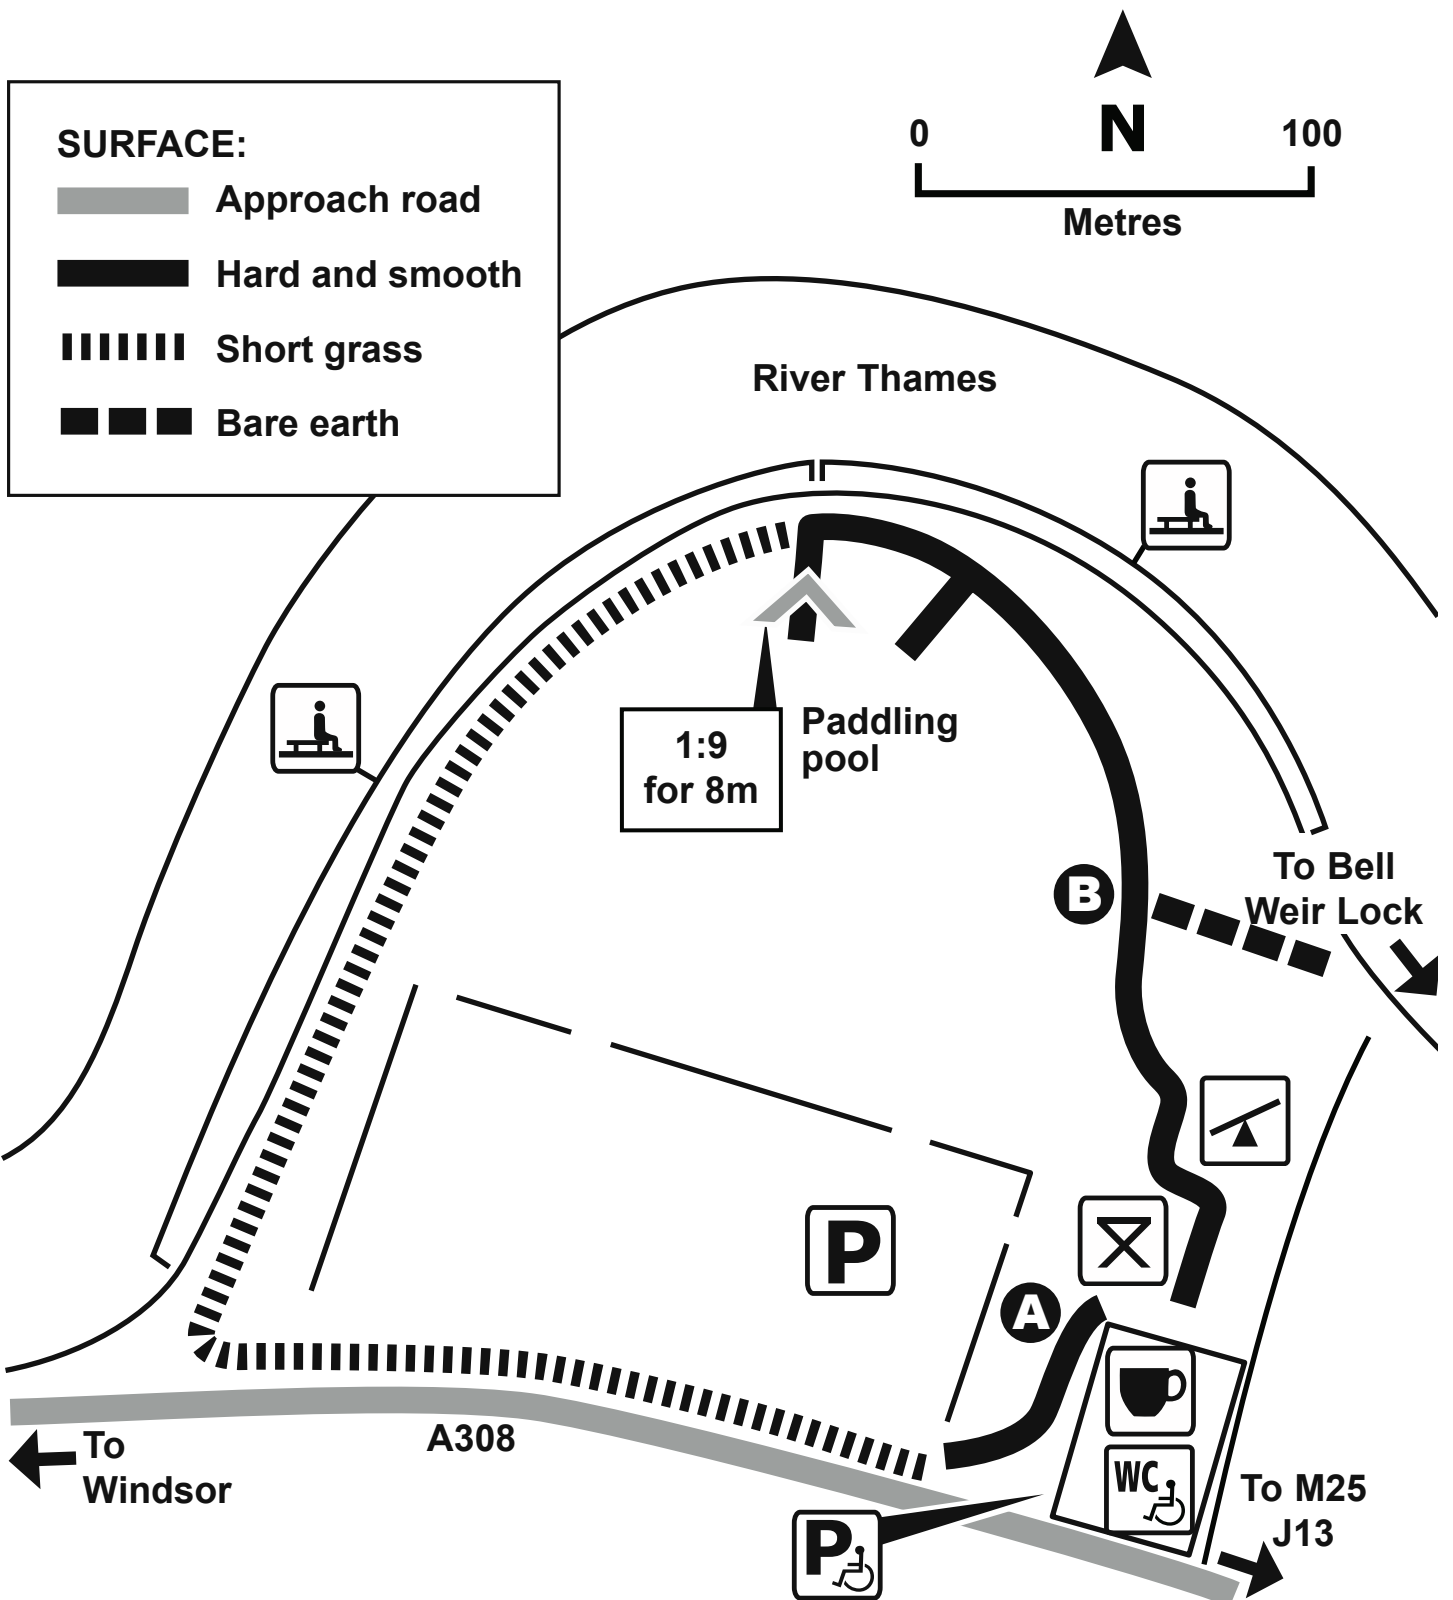 N
0 100
Metres
SURFACE:
Approach road
Hard and smooth
Short grass
Bare earth
River Thames
1:9
for 8m
Paddling
pool
B
To Bell
Weir Lock
P
A
A308
To
Windsor
WC
To M25
J13
P